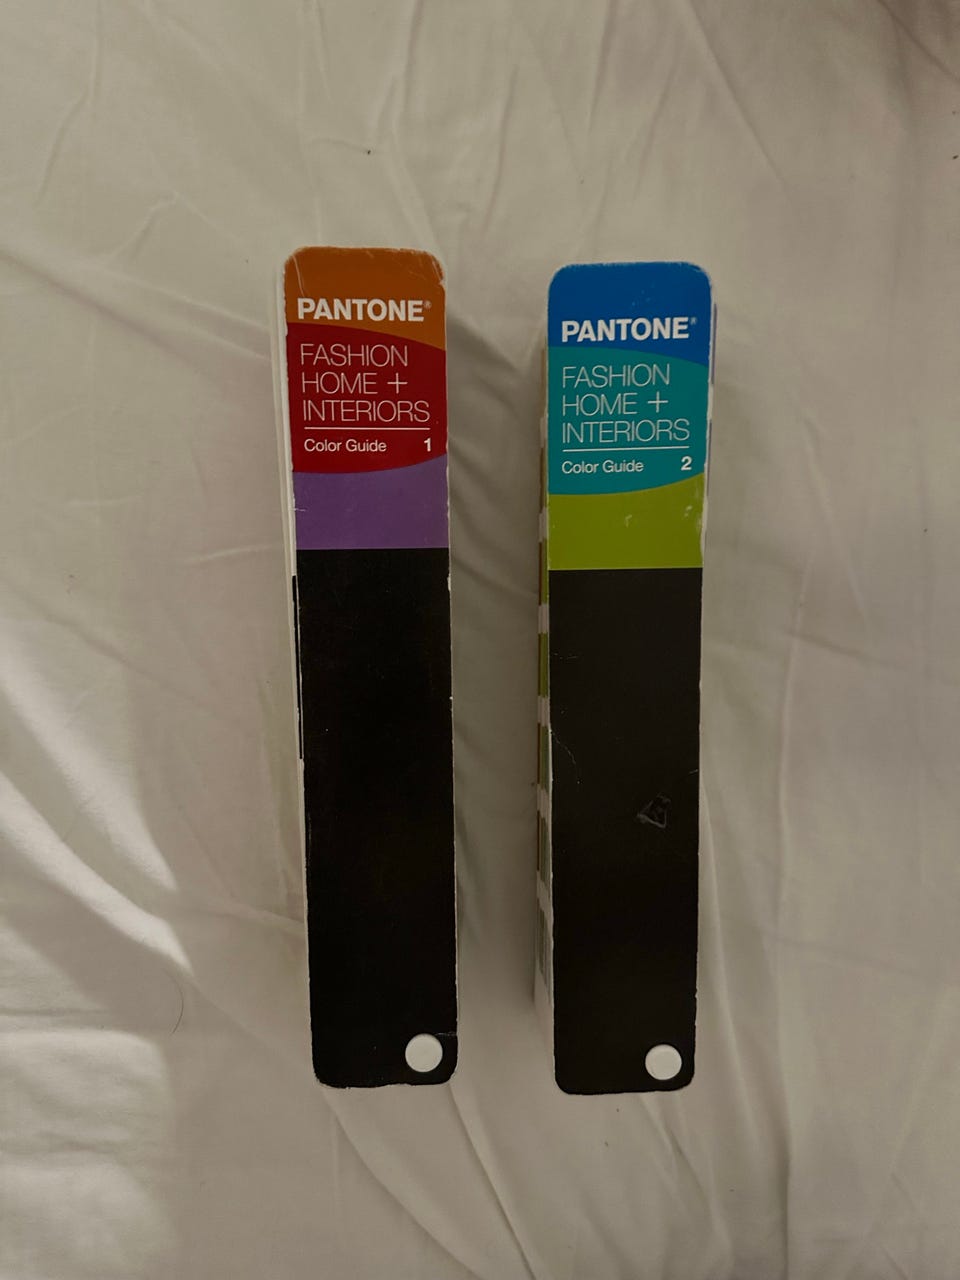 PANTONE®
FASHION
HOME +
INTERIORS
Color Guide 1
PANTONE®
FASHION
HOME +
INTERIORS
Color Guide 2